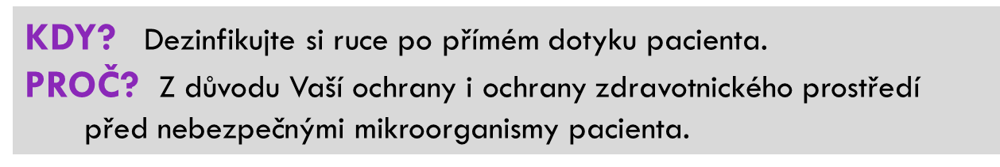 KDY? Dezinfikujte si ruce po přímém dotyku pacienta.
PROČ? Z důvodu Vaší ochrany i ochrany zdravotnického prostředí
před nebezpečnými mikroorganismy pacienta.